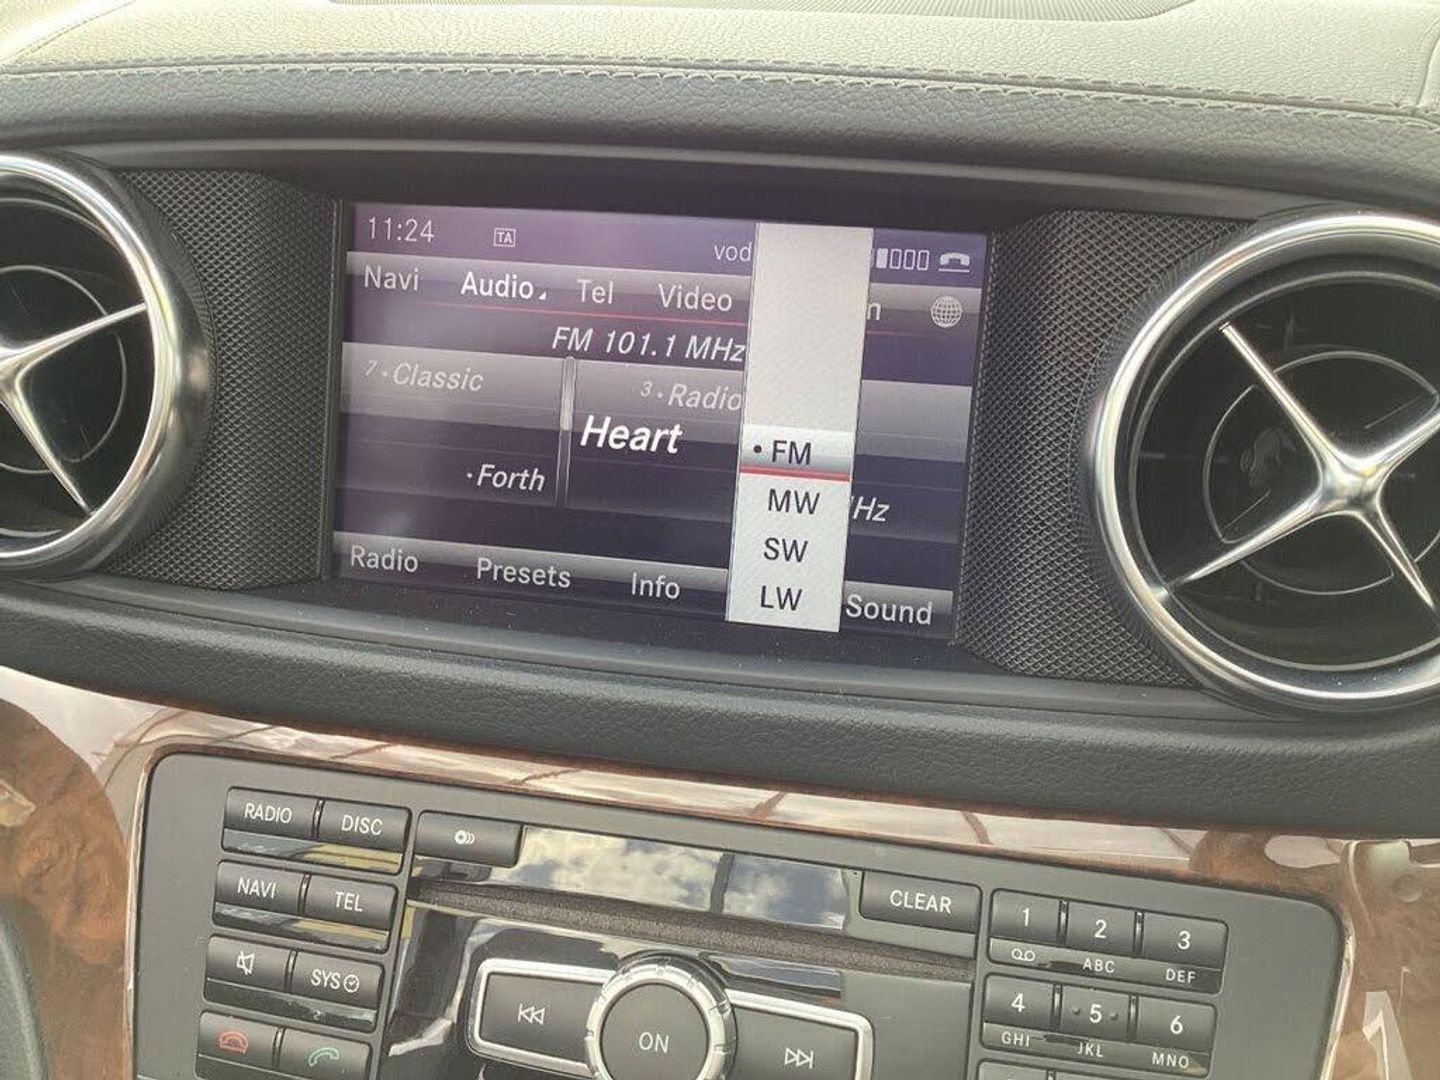 11:24 TA vod
Navi Audio Tel Video
FM 101.1 MHz
7 • Classic 3 • Radio
Heart
• FM
• Forth
MW
SW
LW
Radio Presets Info Sound
RADIO DISC
NAVI TEL
SYS
CLEAR
1 2 3
ABC DEF
4 5 6
GHI JKL MNO
ON